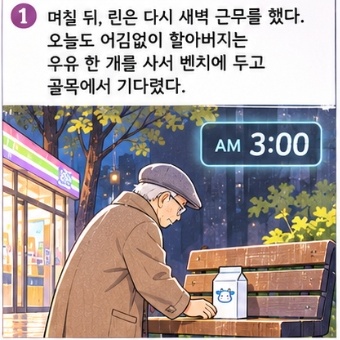 1 며칠 뒤, 린은 다시 새벽 근무를 했다.
오늘도 어김없이 할아버지는
우유 한 개를 사서 벤치에 두고
골목에서 기다렸다.
AM 3:00